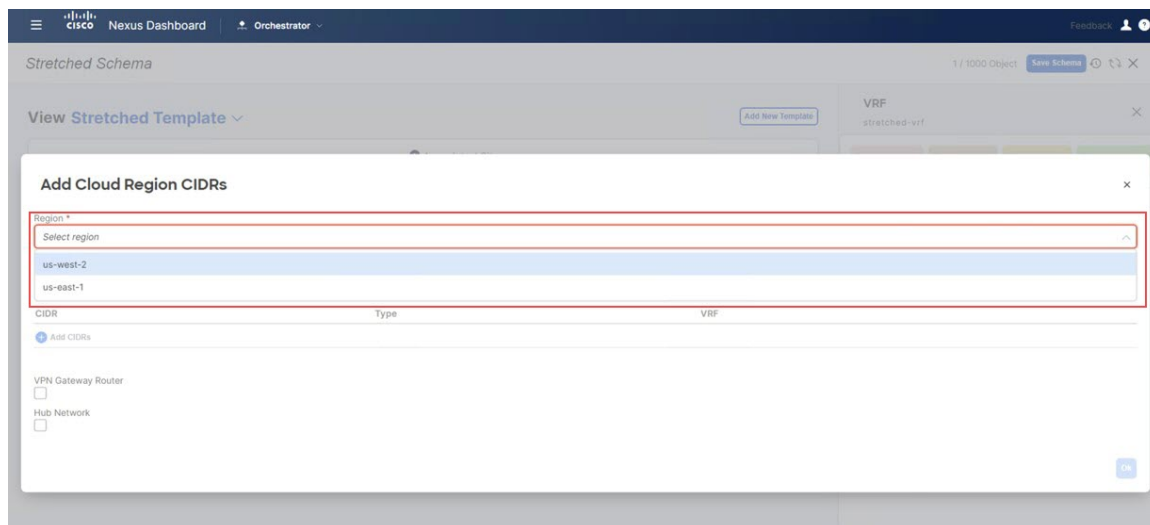 cisco Nexus Dashboard Orchestrator Feedback
Stretched Schema 1 / 1000 Object Save Schema
View Stretched Template Add New Template VRF
stretched-vrf
Add Cloud Region CIDRs
Region *
Select region
us-west-2
us-east-1
CIDR Type VRF
Add CIDRs
VPN Gateway Router
Hub Network
Ok